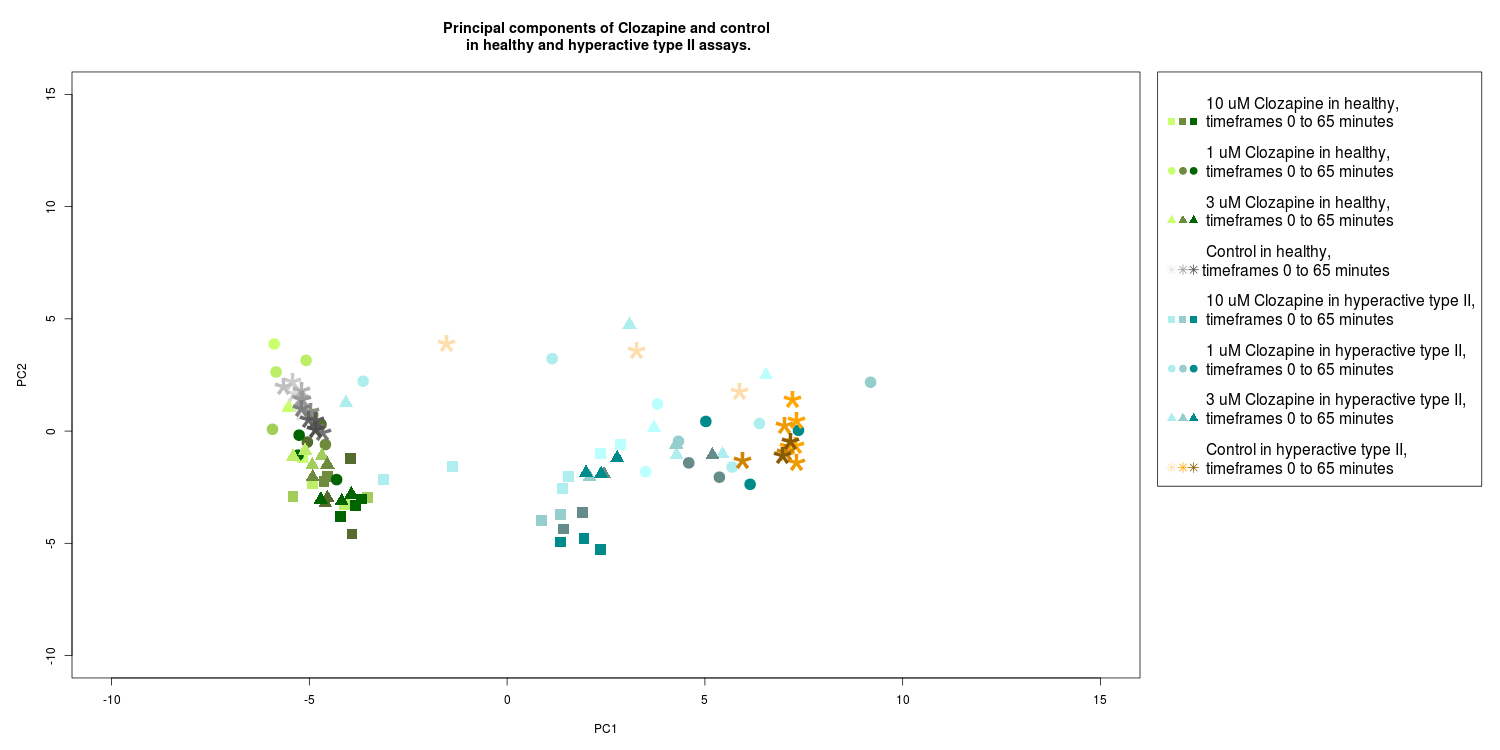 Principal components of Clozapine and control
in healthy and hyperactive type II assays.
PC2
15
10
5
0
-5
-10
-10
-5
0
5
10
15
PC1
10 uM Clozapine in healthy,
timeframes 0 to 65 minutes
1 uM Clozapine in healthy,
timeframes 0 to 65 minutes
3 uM Clozapine in healthy,
timeframes 0 to 65 minutes
Control in healthy,
timeframes 0 to 65 minutes
10 uM Clozapine in hyperactive type II,
timeframes 0 to 65 minutes
1 uM Clozapine in hyperactive type II,
timeframes 0 to 65 minutes
3 uM Clozapine in hyperactive type II,
timeframes 0 to 65 minutes
Control in hyperactive type II,
timeframes 0 to 65 minutes